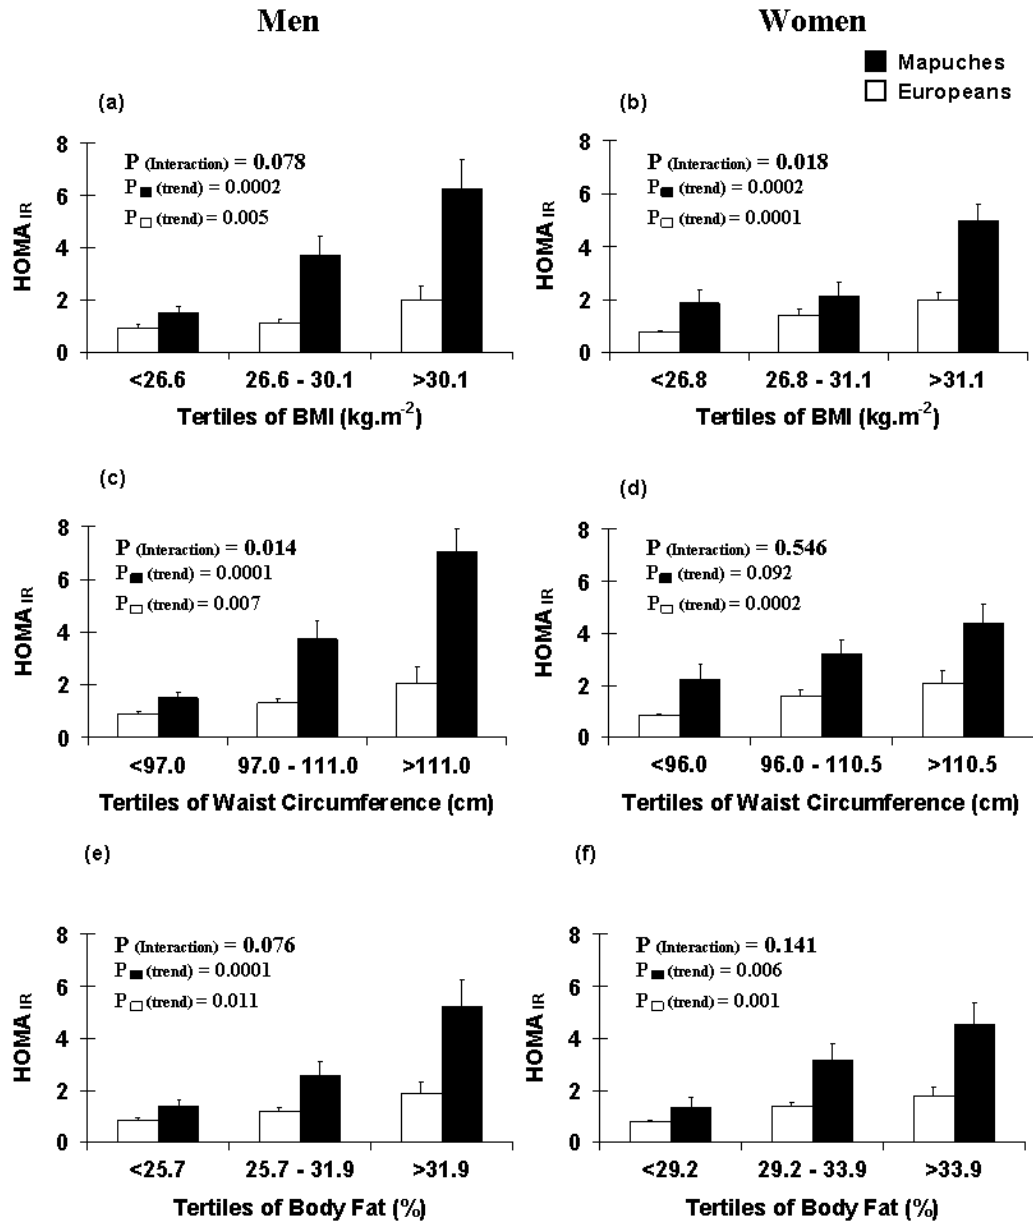 Men
Women
Mapuches
Europeans
(a)
P (Interaction) = 0.078
P (trend) = 0.0002
P (trend) = 0.005
HOMA IR
8
6
4
2
0
<26.6 26.6 - 30.1 >30.1
Tertiles of BMI (kg.m-2)
(b)
P (Interaction) = 0.018
P (trend) = 0.0002
P (trend) = 0.0001
HOMA IR
8
6
4
2
0
<26.8 26.8 - 31.1 >31.1
Tertiles of BMI (kg.m-2)
(c)
P (Interaction) = 0.014
P (trend) = 0.0001
P (trend) = 0.007
HOMA IR
8
6
4
2
0
<97.0 97.0 - 111.0 >111.0
Tertiles of Waist Circumference (cm)
(d)
P (Interaction) = 0.546
P (trend) = 0.092
P (trend) = 0.0002
HOMA IR
8
6
4
2
0
<96.0 96.0 - 110.5 >110.5
Tertiles of Waist Circumference (cm)
(e)
P (Interaction) = 0.076
P (trend) = 0.0001
P (trend) = 0.011
HOMA IR
8
6
4
2
0
<25.7 25.7 - 31.9 >31.9
Tertiles of Body Fat (%)
(f)
P (Interaction) = 0.141
P (trend) = 0.006
P (trend) = 0.001
HOMA IR
8
6
4
2
0
<29.2 29.2 - 33.9 >33.9
Tertiles of Body Fat (%)